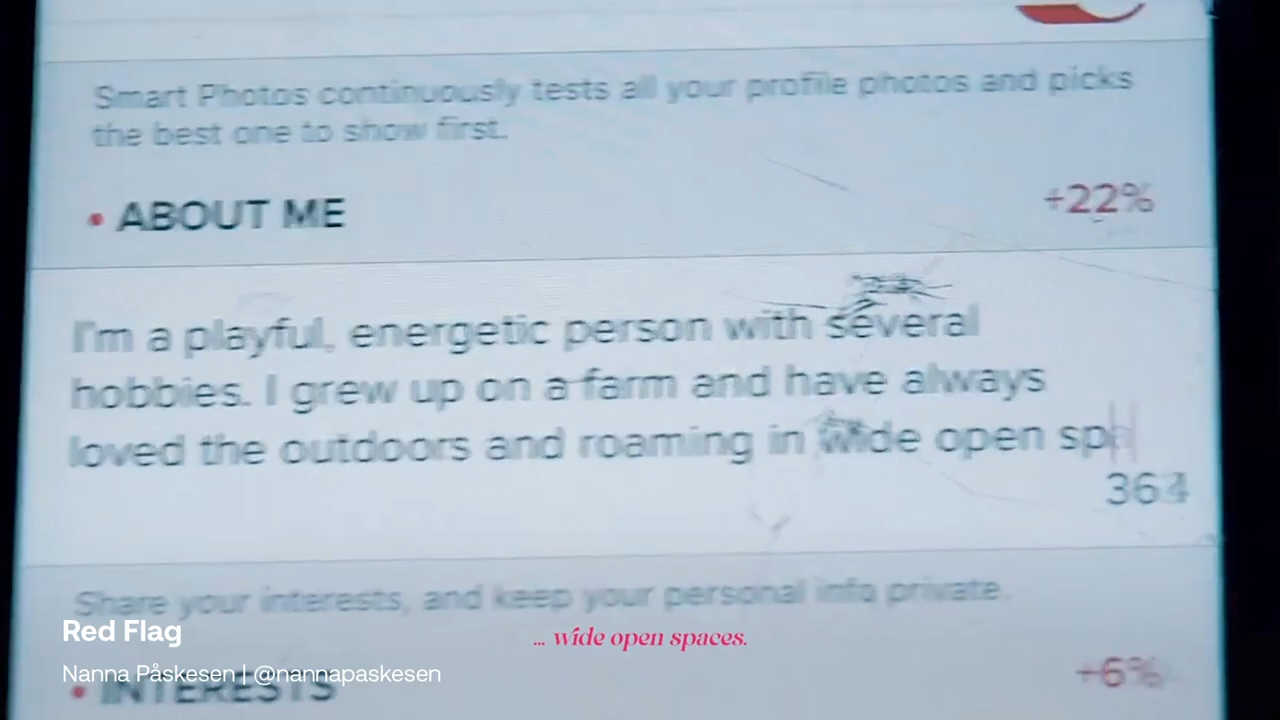 Smart Photos continuously tests all your profile photos and picks
the best one to show first.
• ABOUT ME
+22%
I'm a playful, energetic person with several
hobbies. I grew up on a farm and have always
loved the outdoors and roaming in wide open sp
Share your interests, and keep your personal info private.
Red Flag
... wide open spaces.
Nanna Påskesen | @nannapaskesen
• INTERESTS
+6%